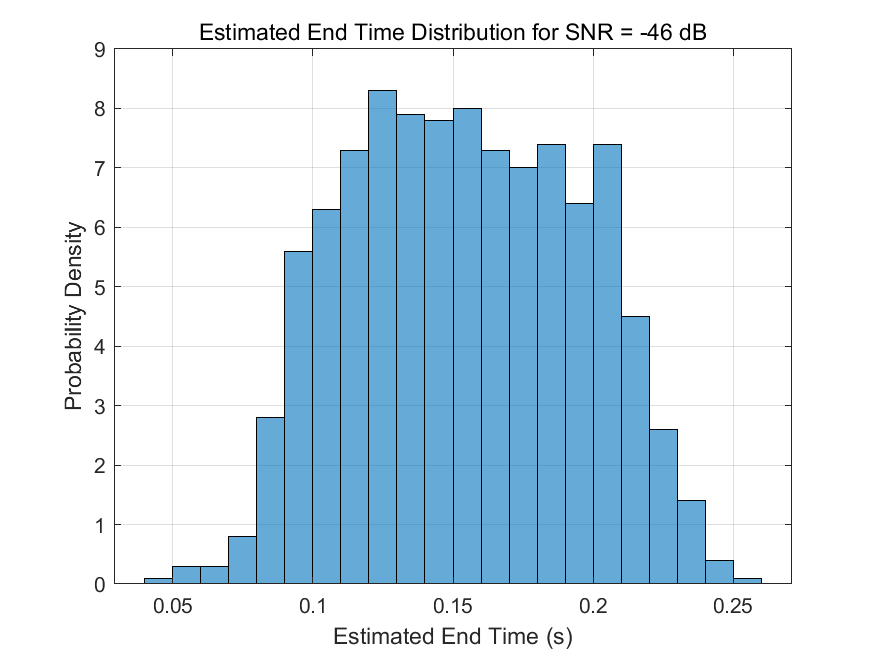 Estimated End Time Distribution for SNR = -46 dB
9
8
7
6
5
4
3
2
1
0
Probability Density
0.05 0.1 0.15 0.2 0.25
Estimated End Time (s)